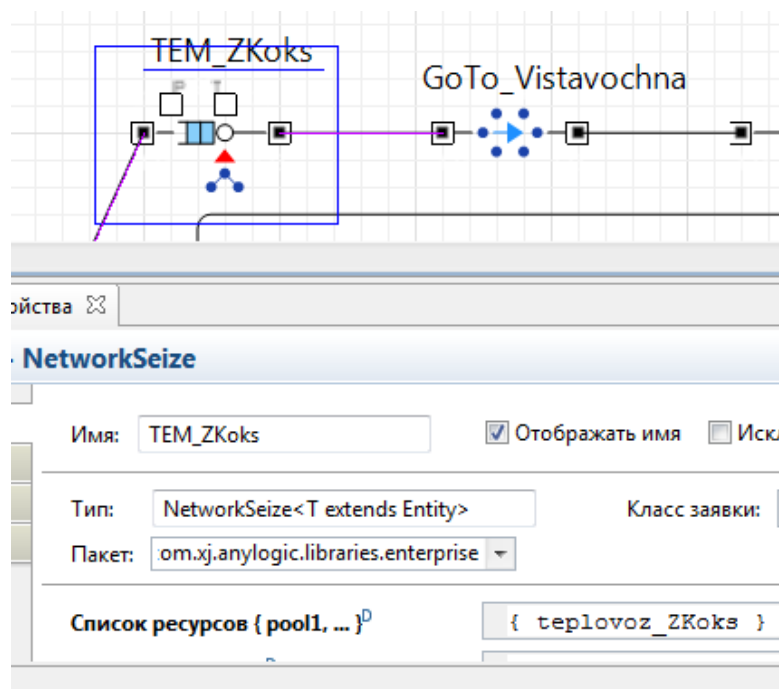 TEM_ZKoks
P T
GoTo_Vistavochna
ойства
NetworkSeize
Имя: TEM_ZKoks Отображать имя Искл
Тип: NetworkSeize<T extends Entity> Класс заявки:
Пакет: om.xj.anylogic.libraries.enterprise
Список ресурсов { pool1, ... }D { teplovoz_ZKoks }
D